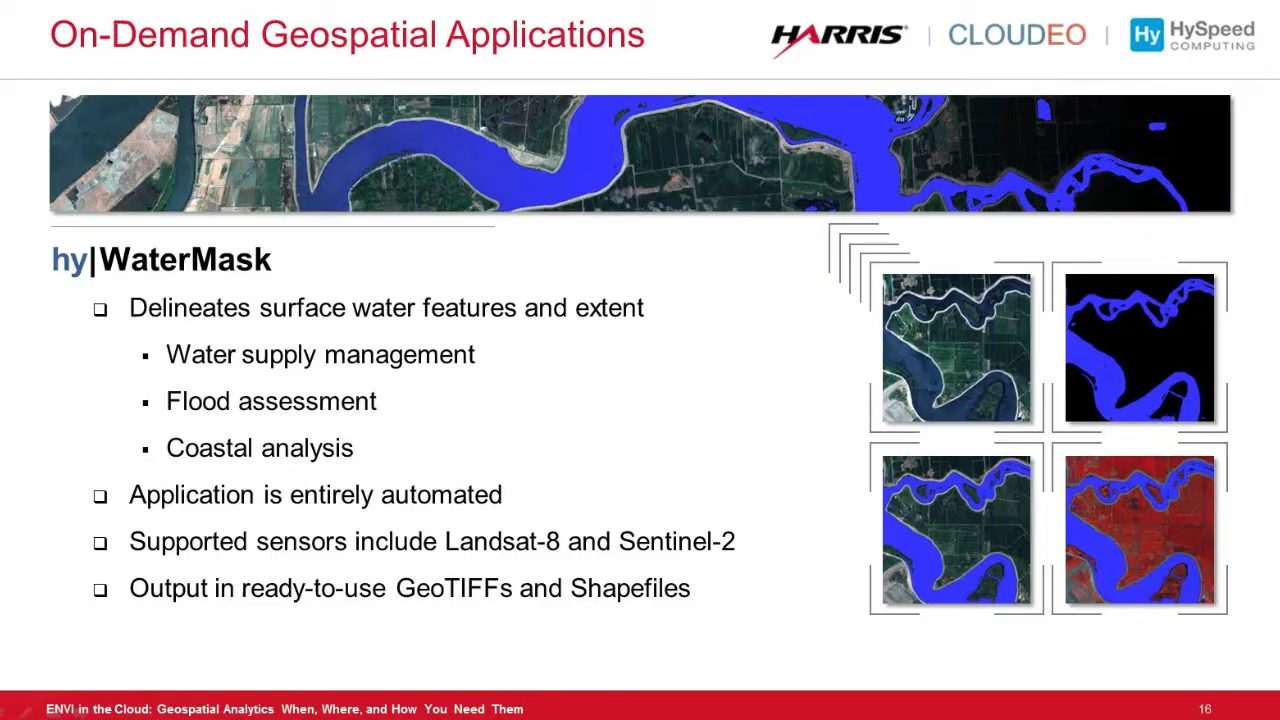 On-Demand Geospatial Applications
HARRIS® | CLOUDEO | Hy HySpeed COMPUTING
hy|WaterMask
Delineates surface water features and extent
Water supply management
Flood assessment
Coastal analysis
Application is entirely automated
Supported sensors include Landsat-8 and Sentinel-2
Output in ready-to-use GeoTIFFs and Shapefiles
ENVI in the Cloud: Geospatial Analytics When, Where, and How You Need Them
16